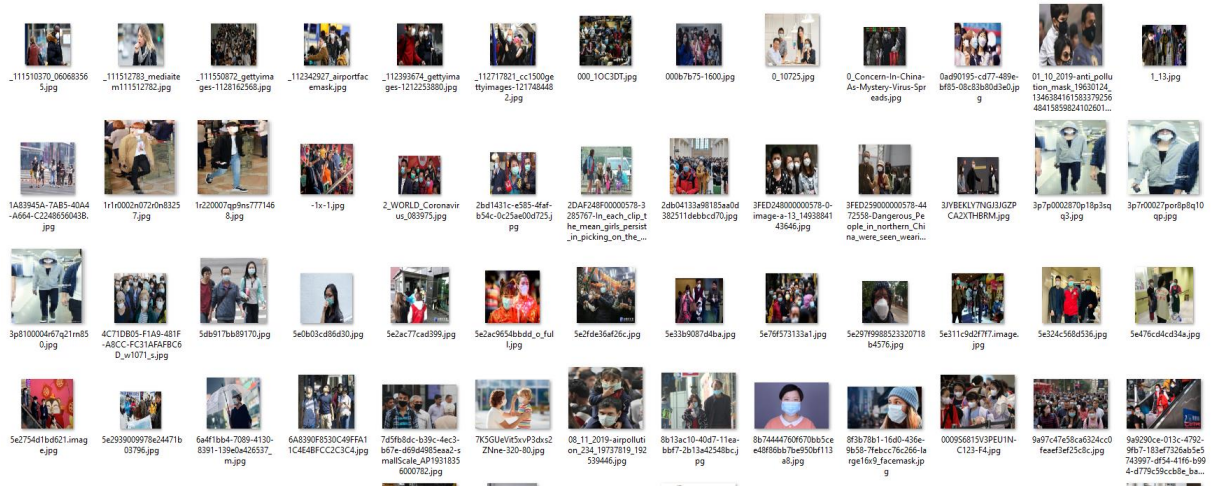 _111510370_06068356
5.jpg
_111512783_mediaite
m111512782.jpg
_111550872_gettyima
ges-1128162568.jpg
_112342927_airportfac
emask.jpg
_112393674_gettyima
ges-1212253880.jpg
_112717821_cc1500ge
ttyimages-121748448
2.jpg
000_1OC3DT.jpg
000b7b75-1600.jpg
0_10725.jpg
0_Concern-In-China-
As-Mystery-Virus-Spr
eads.jpg
0ad90195-cd77-489e-
bf85-08c83b80d3e0.jp
g
01_10_2019-anti_pollu
tion_mask_19630124_
1346384161583379256
4841585982410260​1...
1_13.jpg
1A83945A-7AB5-40A4
-A664-C2248656043B.
jpg
1r1r0002n072r0n8325
7.jpg
1r220007qp9ns777146
8.jpg
-1x-1.jpg
2_WORLD_Coronavir
us_083975.jpg
2bd1431c-e585-4faf-
b54c-0c25ae00d725.j
pg
2DAF248F00000578-3
285767-In_each_clip_t
he_mean_girls_persist
_in_picking_on_the_...
2db04133a98185aa0d
382511debbcd70.jpg
3FED248000000578-0-
image-a-13_14938841
43646.jpg
3FED259000000578-44
72558-Dangerous_Pe
ople_in_northern_Chi
na_were_seen_weari...
3JYBEKLY7NGJ3JGZP
CA2XTHBRM.jpg
3p7p0002870p18p3sq
q3.jpg
3p7r00027por8p8q10
qp.jpg
3p8100004r67q21rn85
0.jpg
4C71DB05-F1A9-481F
-A8CC-FC31AFAFBC6
D_w1071_s.jpg
5db917bb89170.jpg
5e0b03cd86d30.jpg
5e2ac77cad399.jpg
5e2ac9654bbdd_o_ful
l.jpg
5e2fde36af26c.jpg
5e33b9087d4ba.jpg
5e76f573133a1.jpg
5e297f9988523320718
b4576.jpg
5e311c9d2f7f7.image.
jpg
5e324c568d536.jpg
5e476cd4cd34a.jpg
5e2754d1bd621.imag
e.jpg
5e2939009978e24471b
03796.jpg
6a4f1bb4-7089-4130-
8391-139e0a426537_
m.jpg
6A8390F8530C49FFA1
1C4E4BFCC2C3C4.jpg
7d5fb8dc-b39c-4ec3-
b67e-d69d4985eaa2-s
mallScale_AP1931835
6000782.jpg
7K5GUeVit5xvP3dxs2
ZNne-320-80.jpg
08_11_2019-airpolluti
on_234_19737819_192
539446.jpg
8b13ac10-40d7-11ea-
bbf7-2b13a42548bc.j
pg
8b74444760f670bb5ce
e48f86bb7be950bf113
a8.jpg
8f3b78b1-16d0-436e-
9b58-7febcc76c266-la
rge16x9_facemask.jp
g
0009S6815V3PEU1N-
C123-F4.jpg
9a97c47e58ca6324cc0
feaef3ef25c8c.jpg
9a9290ce-013c-4792-
9fb7-183ef7326ab5e5
743997-df54-41f6-b99
4-d779c59ccb8e_ba...